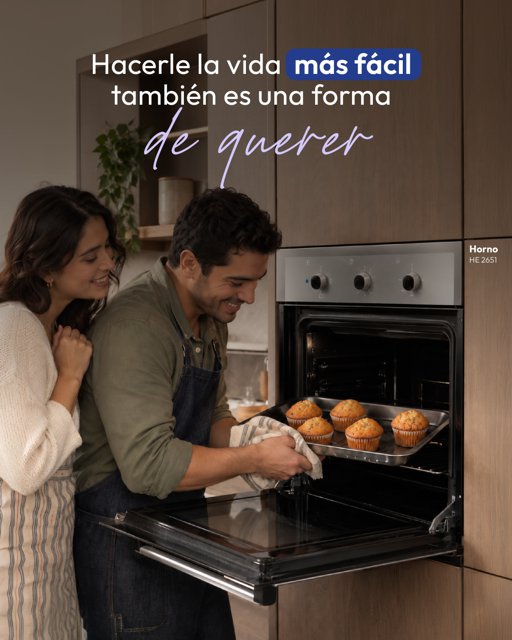 Hacerle la vida más fácil
también es una forma
de querer
Horno
HE 2651